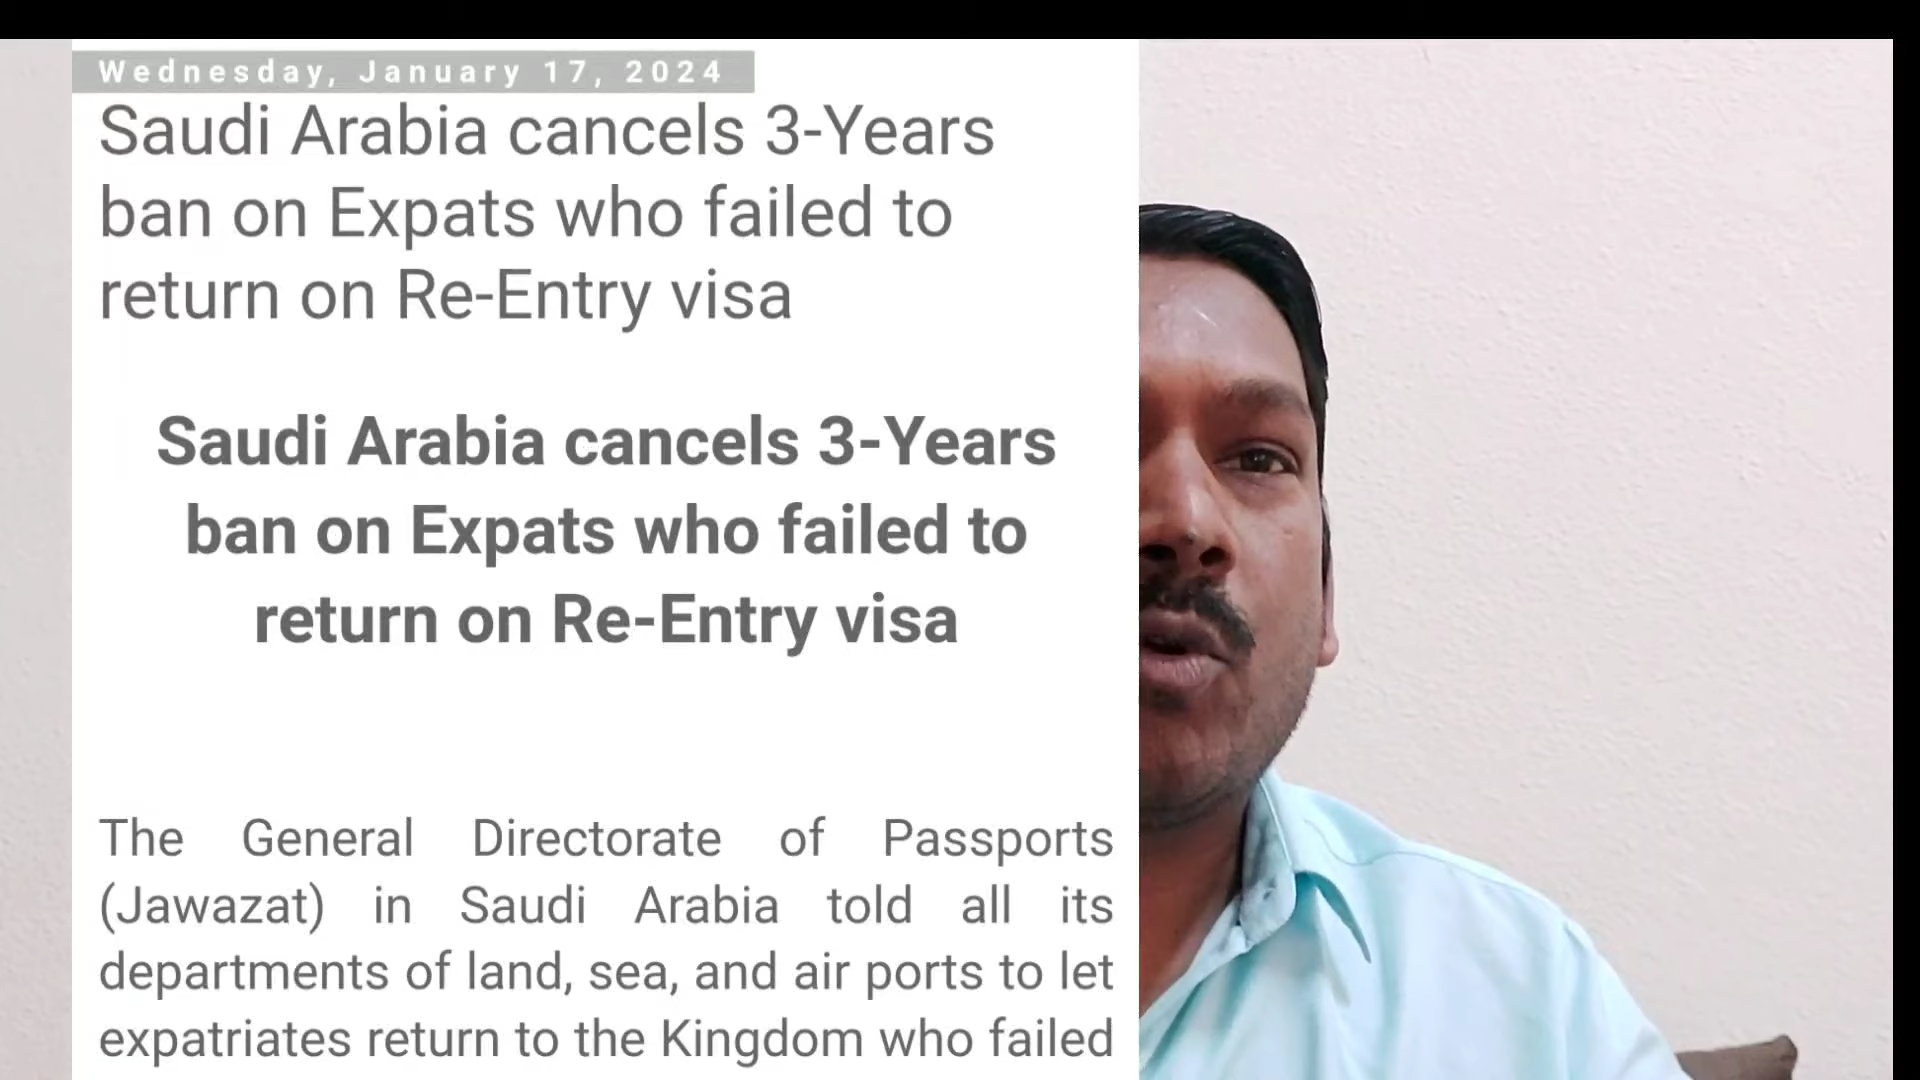 Wednesday, January 17, 2024
Saudi Arabia cancels 3-Years
ban on Expats who failed to
return on Re-Entry visa
Saudi Arabia cancels 3-Years
ban on Expats who failed to
return on Re-Entry visa
The General Directorate of Passports
(Jawazat) in Saudi Arabia told all its
departments of land, sea, and air ports to let
expatriates return to the Kingdom who failed